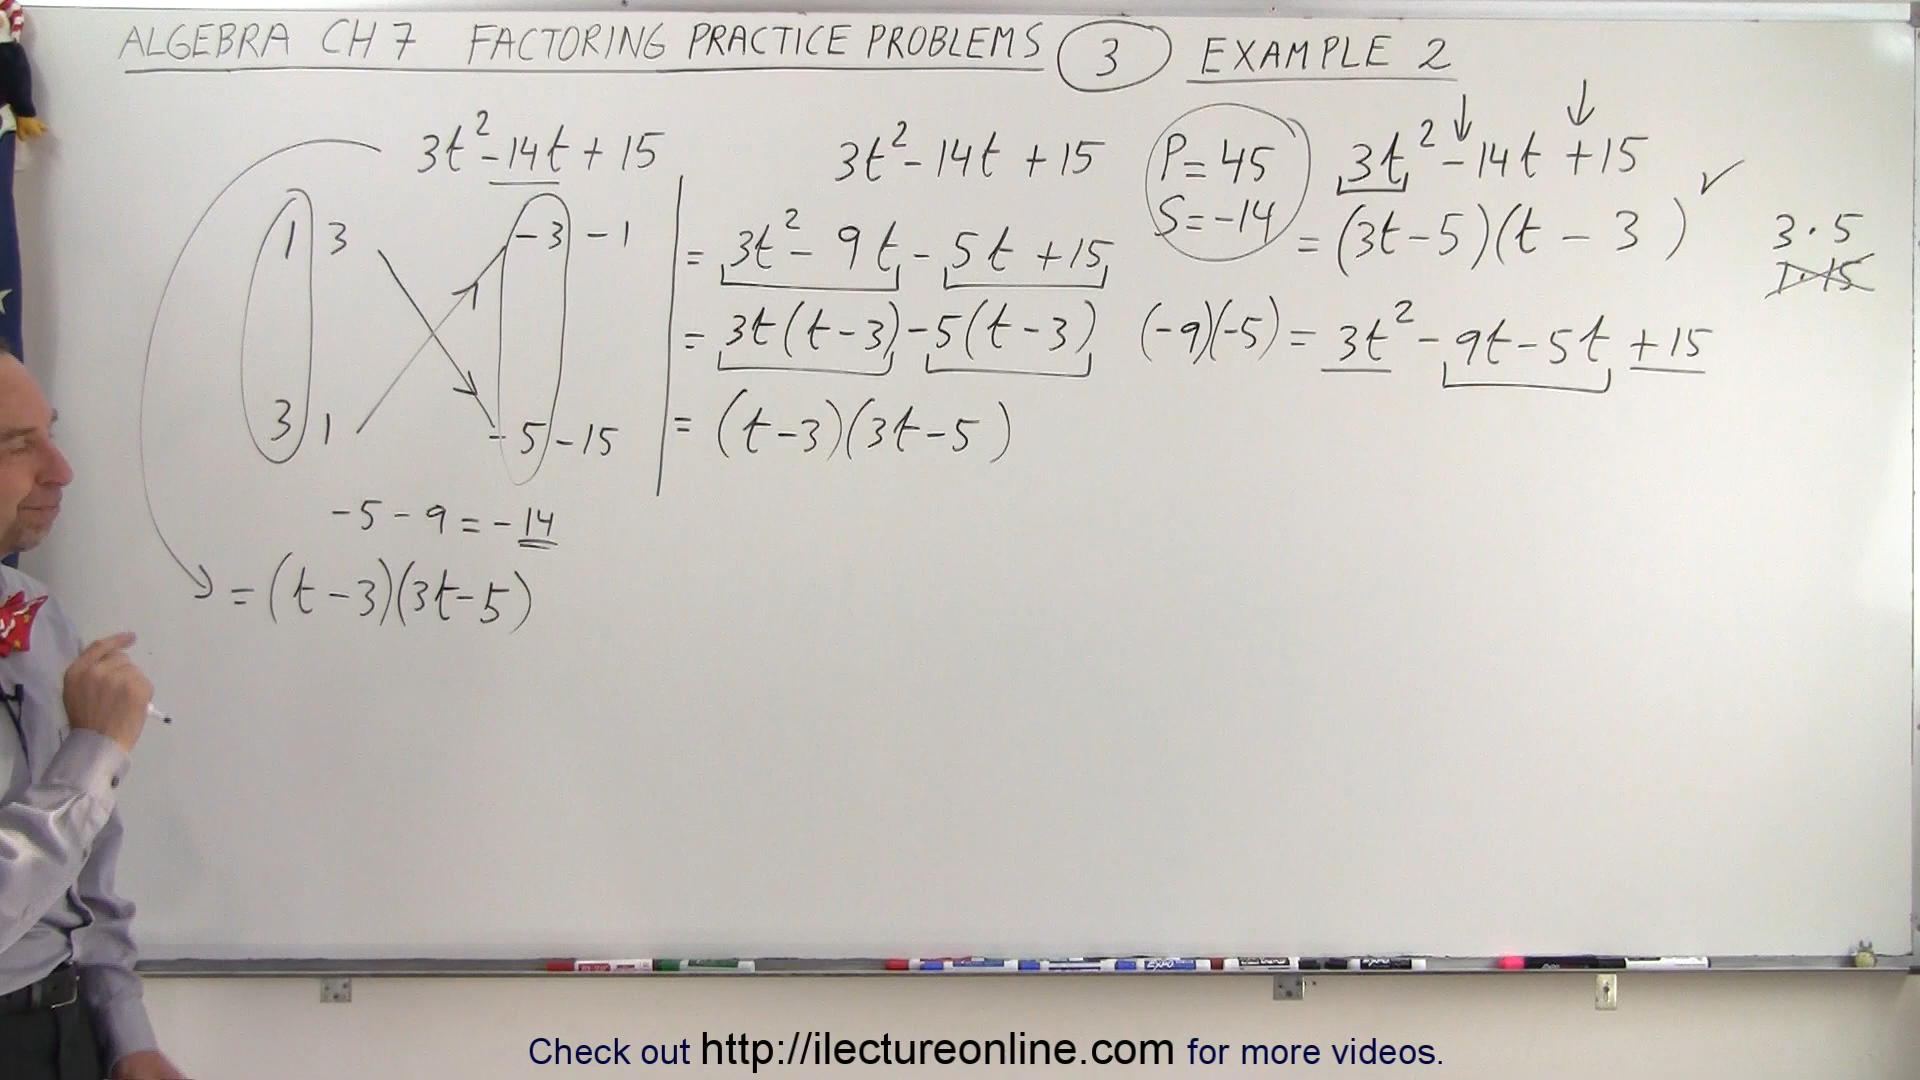 ALGEBRA CH 7 FACTORING PRACTICE PROBLEMS 3 EXAMPLE 2
3t² - 14t + 15
1 3 -3 -1
3 1 -5 -15
-5 - 9 = -14
= (t - 3)(3t - 5)
3t² - 14t + 15
= 3t² - 9t - 5t + 15
= 3t(t - 3) - 5(t - 3)
= (t - 3)(3t - 5)
P = 45
S = -14
(-9)(-5)
3t² - 14t + 15
= (3t - 5)(t - 3) ✓
= 3t² - 9t - 5t + 15
3 · 5
1 · 15
Check out http://ilectureonline.com for more videos.